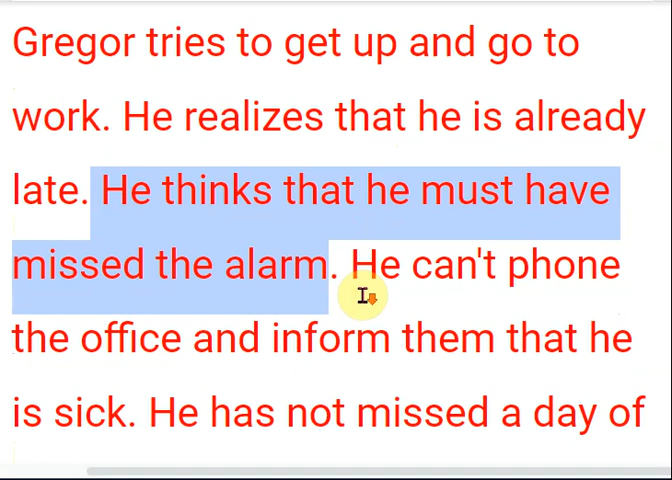 Gregor tries to get up and go to
work. He realizes that he is already
late. He thinks that he must have
missed the alarm. He can't phone
the office and inform them that he
is sick. He has not missed a day of